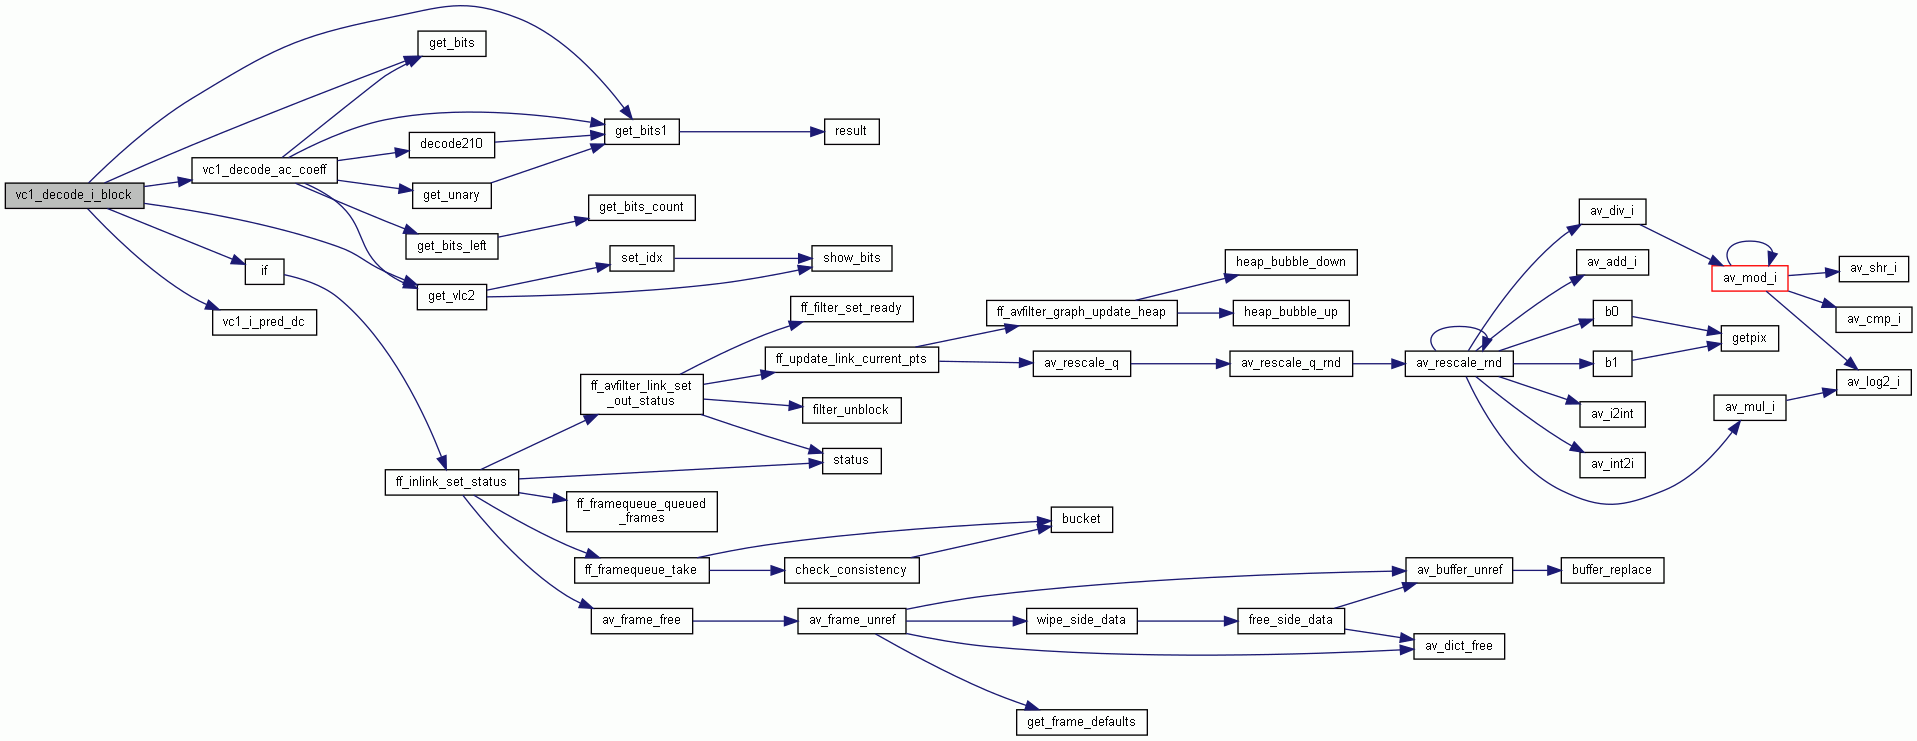 get_bits
get_bits1
result
decode210
vc1_decode_ac_coeff
vc1_decode_i_block
get_unary
get_bits_count
get_bits_left
set_idx
show_bits
if
get_vlc2
vc1_i_pred_dc
ff_filter_set_ready
ff_avfilter_graph_update_heap
heap_bubble_down
heap_bubble_up
ff_update_link_current_pts
av_rescale_q
av_rescale_q_rnd
av_rescale_rnd
av_div_i
av_add_i
b0
b1
getpix
av_mod_i
av_shr_i
av_cmp_i
av_log2_i
av_i2int
av_mul_i
av_int2i
ff_avfilter_link_set
_out_status
filter_unblock
status
ff_inlink_set_status
ff_framequeue_queued
_frames
bucket
ff_framequeue_take
check_consistency
av_buffer_unref
buffer_replace
av_frame_free
av_frame_unref
wipe_side_data
free_side_data
av_dict_free
get_frame_defaults